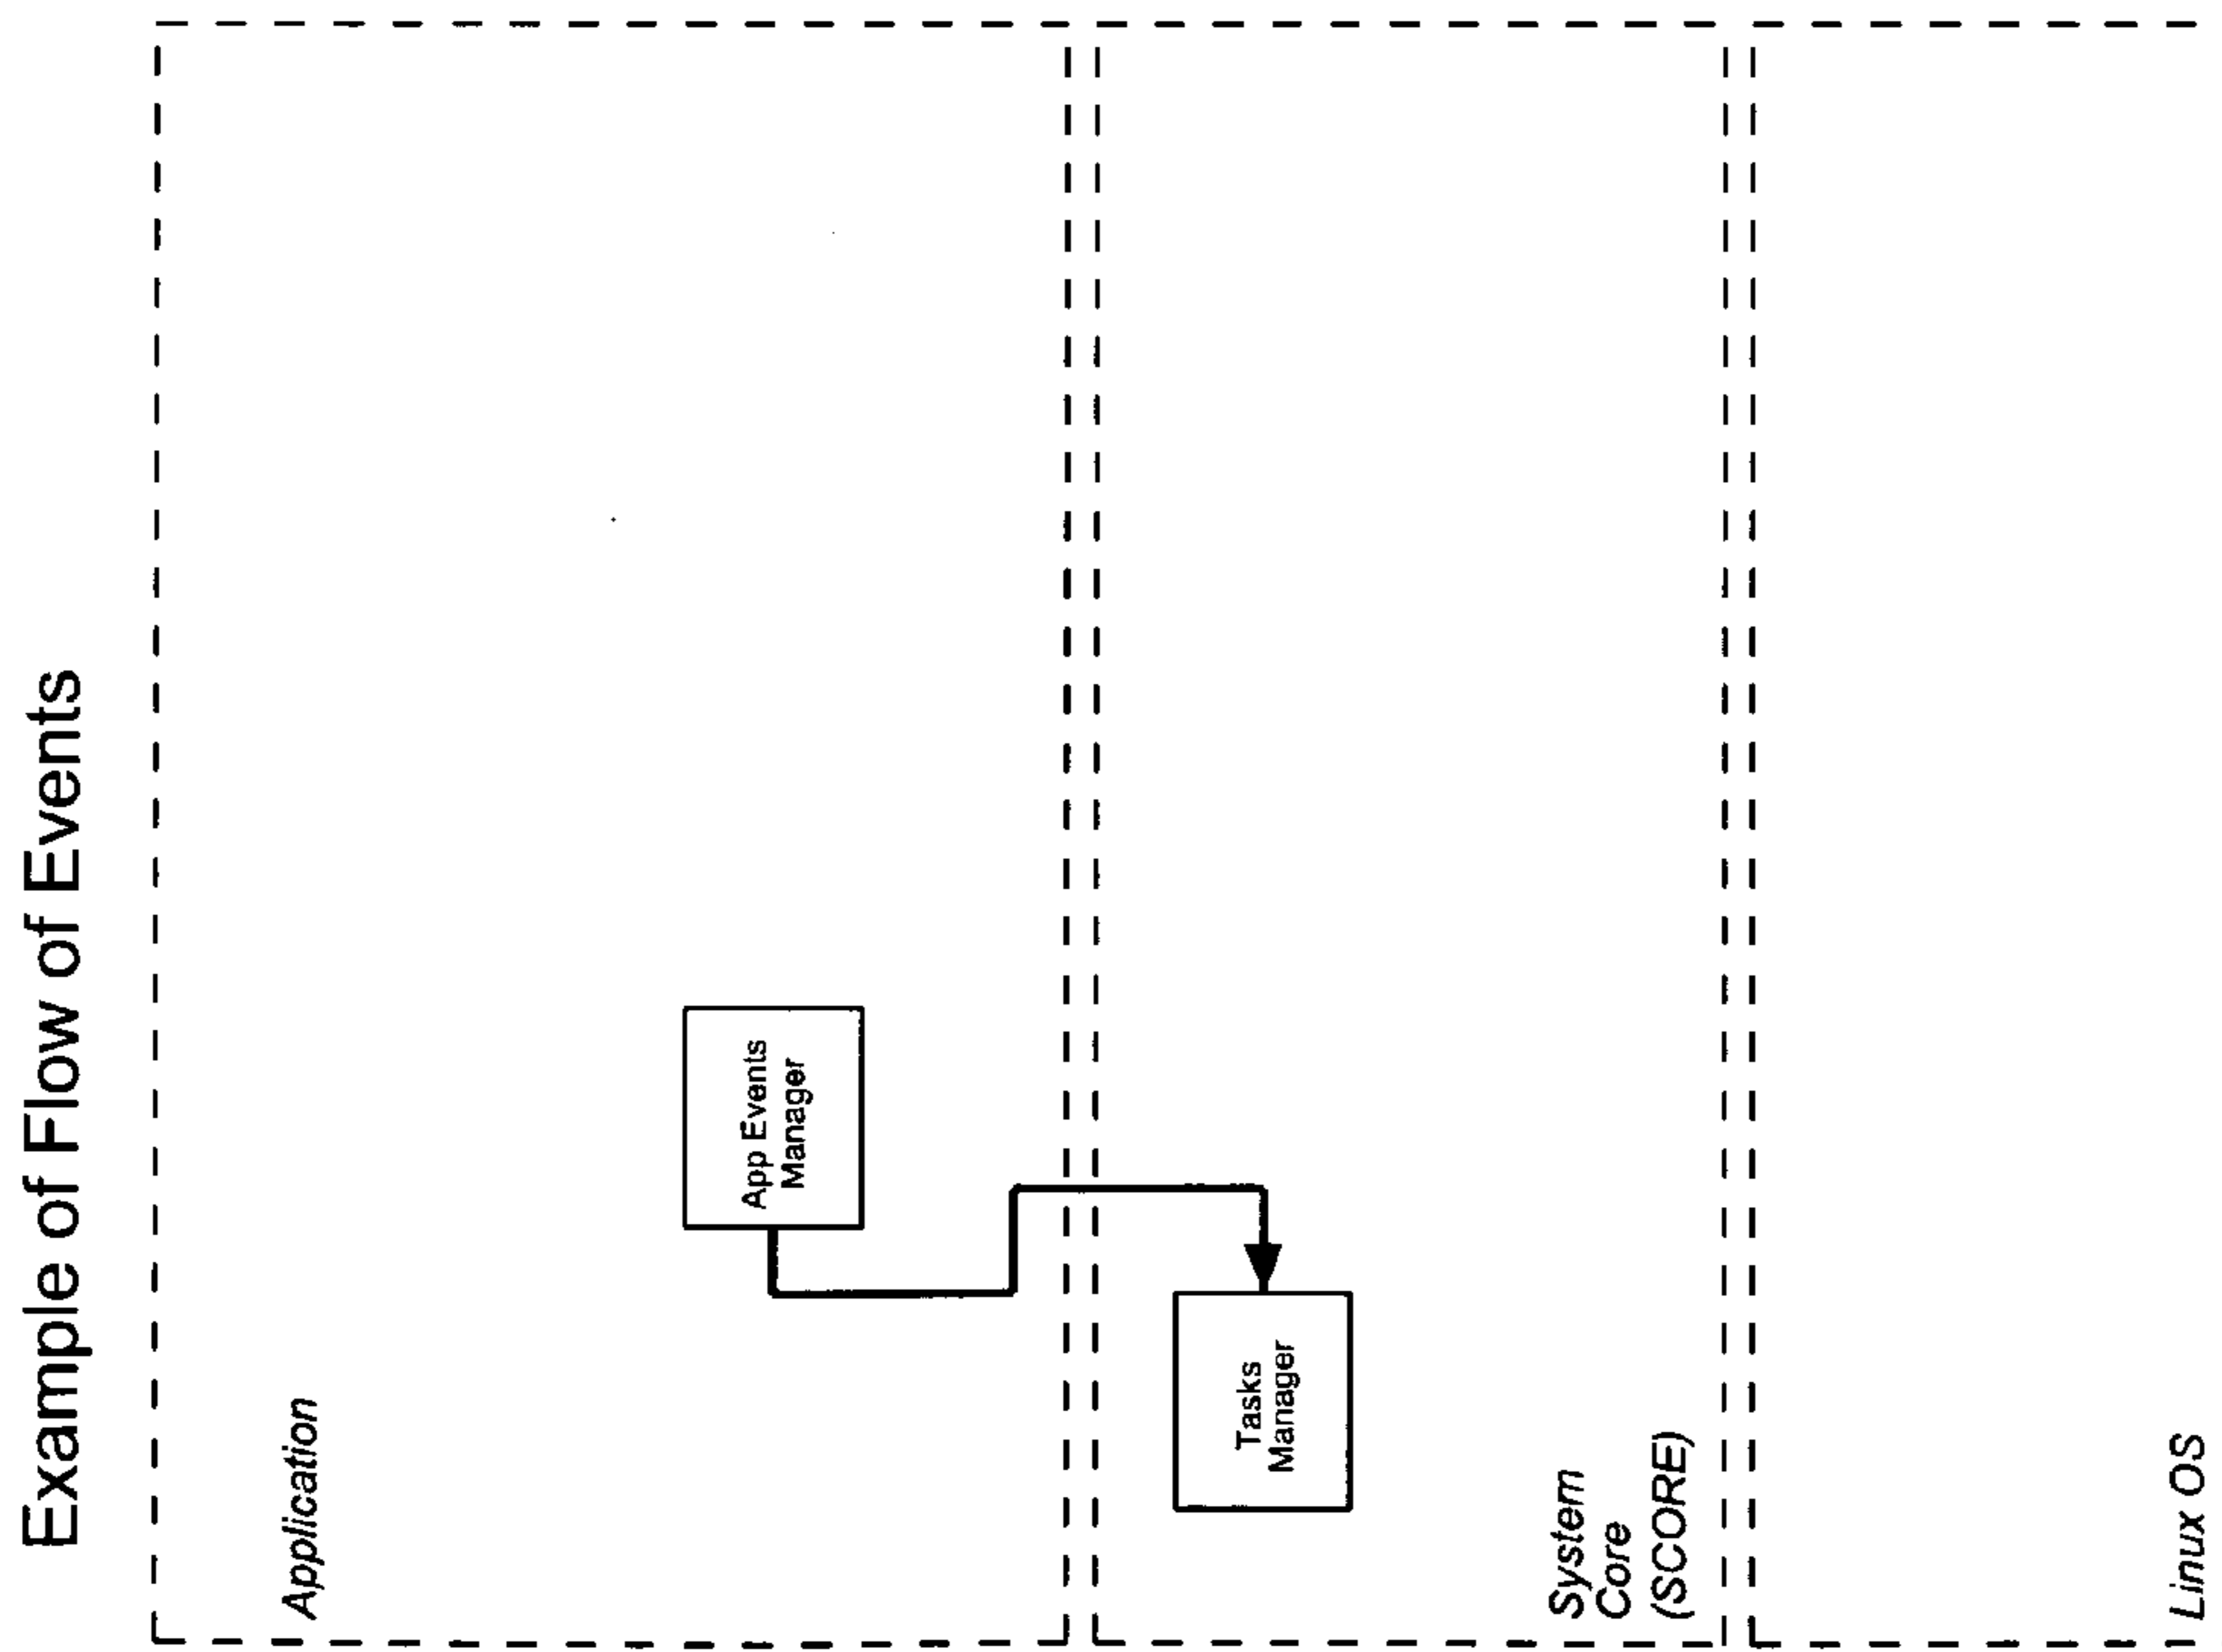 Example of Flow of Events
Application
App Events
Manager
Tasks
Manager
System
Core
(SCORE)
Linux OS